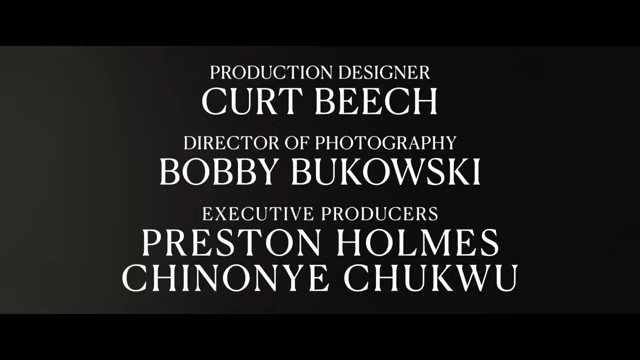 PRODUCTION DESIGNER
CURT BEECH
DIRECTOR OF PHOTOGRAPHY
BOBBY BUKOWSKI
EXECUTIVE PRODUCERS
PRESTON HOLMES
CHINONYE CHUKWU